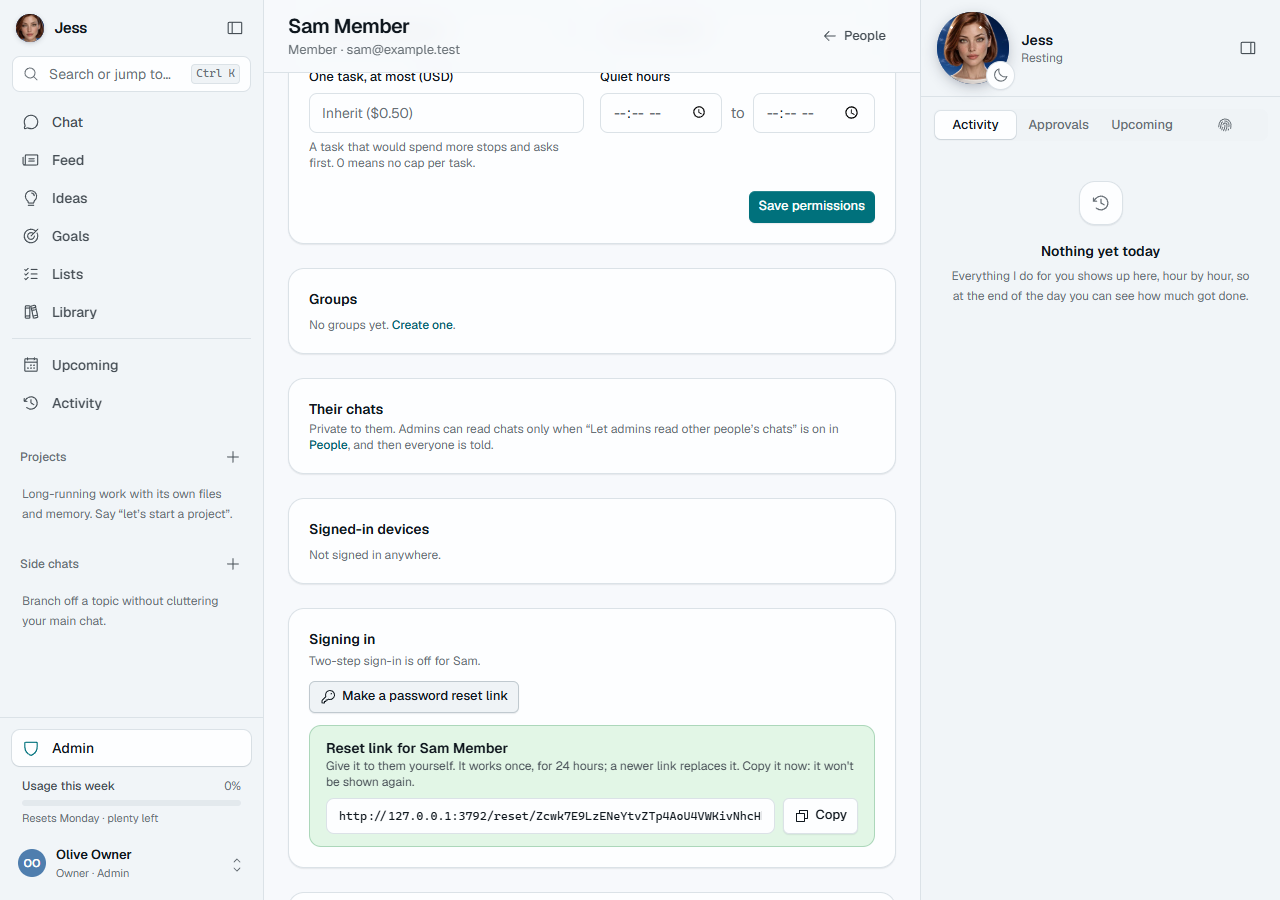 Jess
Search or jump to...
Ctrl K
Chat
Feed
Ideas
Goals
Lists
Library
Upcoming
Activity
Projects
Long-running work with its own files
and memory. Say “let’s start a project”.
Side chats
Branch off a topic without cluttering
your main chat.
Admin
Usage this week 0%
Resets Monday · plenty left
OO
Olive Owner
Owner · Admin
Sam Member
Member · sam@example.test
People
One task, at most (USD)
Quiet hours
Inherit ($0.50)
--:-- -- to --:-- --
A task that would spend more stops and asks
first. 0 means no cap per task.
Save permissions
Groups
No groups yet. Create one.
Their chats
Private to them. Admins can read chats only when “Let admins read other people’s chats” is on in
People, and then everyone is told.
Signed-in devices
Not signed in anywhere.
Signing in
Two-step sign-in is off for Sam.
Make a password reset link
Reset link for Sam Member
Give it to them yourself. It works once, for 24 hours; a newer link replaces it. Copy it now: it won't
be shown again.
http://127.0.0.1:3792/reset/Zcwk7E9LzENeYtvZTp4AoU4VWKivNhcH
Copy
Jess
Resting
Activity
Approvals
Upcoming
Nothing yet today
Everything I do for you shows up here, hour by hour, so
at the end of the day you can see how much got done.